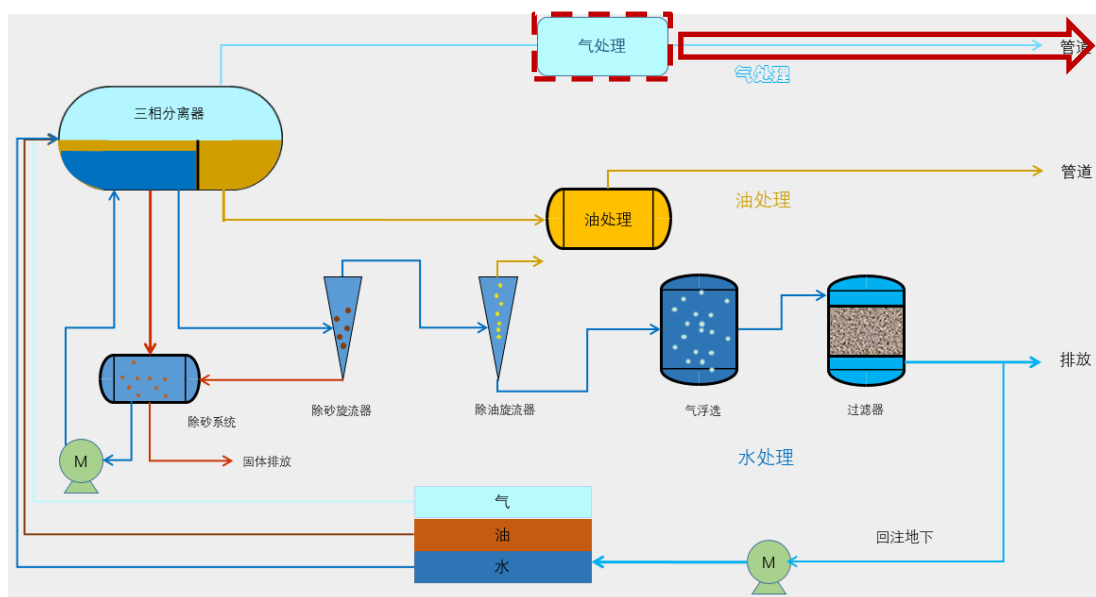 气处理
管道
气处理
三相分离器
管道
油处理
油处理
排放
除砂旋流器
除油旋流器
气浮选
过滤器
除砂系统
M
固体排放
水处理
气
油
水
回注地下
M